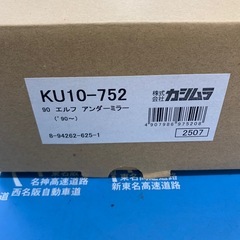 KU10-752
90 エルフ アンダーミラー
('90～)
8-94262-625-1
株式会社 カシムラ
4907986975208
2507
名神高速道路
西名阪自動車道
新東名高速道路